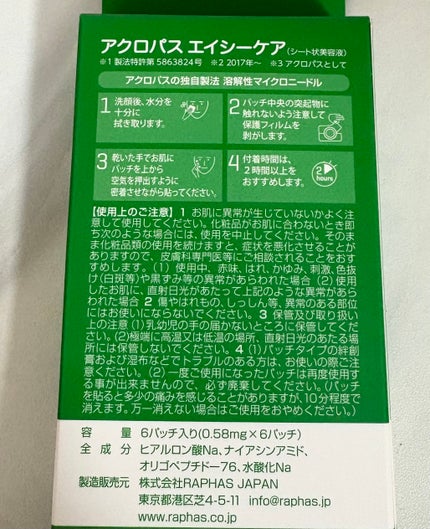 アクロパス エイシーケア(シート状美容液)
※1 製法特許第 5863824号 ※2 2017年〜 ※3 アクロパスとして
アクロパスの独自製法 溶解性マイクロニードル
1 洗顔後、水分を
十分に
拭き取ります。
2 パッチ中央の突起物に
触れないよう注意して
保護フィルムを
剥がします。
3 乾いた手でお肌に
パッチを上から
空気を押出すように
密着させながら貼ってください。
4 付着時間は、
2時間以上を
おすすめします。
2 hours
【使用上のご注意】1 お肌に異常が生じていないかよく注
意して使用してください。化粧品がお肌に合わないとき即
ち次のような場合には、使用を中止してください。そのま
ま化粧品類の使用を続けますと、症状を悪化させることが
ありますので、皮膚科専門医等にご相談されることをおす
すめします。(1)使用中、赤味、はれ、かゆみ、刺激、色抜
け(白斑等)や黒ずみ等の異常があらわれた場合 (2)使用
したお肌に、直射日光があたって上記のような異常があら
われた場合 2 傷やはれもの、しっしん等、異常のある部位
にはお使いにならないでください。3 保管及び取り扱い
上の注意(1)乳幼児の手の届かないところに保管してくだ
さい。(2)極端に高温又は低温の場所、直射日光のあたる場
所には保管しないでください。4 (1)パッチタイプの絆創
膏および湿布などでトラブルのある方は、お使いの際ご注
意ください。(2)一度ご使用になったパッチは再度使用す
る事が出来ませんので、必ず廃棄してください。(パッチ
を貼ると多少の痛みを感じることがありますが、10分程度で
消えます。万一消えない場合はご使用をおやめください。)
容量 6パッチ入り(0.58mg×6パッチ)
全成分 ヒアルロン酸Na、ナイアシンアミド、
オリゴペプチド-76、水酸化Na
製造販売元 株式会社RAPHAS JAPAN
東京都港区芝4-5-11 info@raphas.jp
www.raphas.co.jp